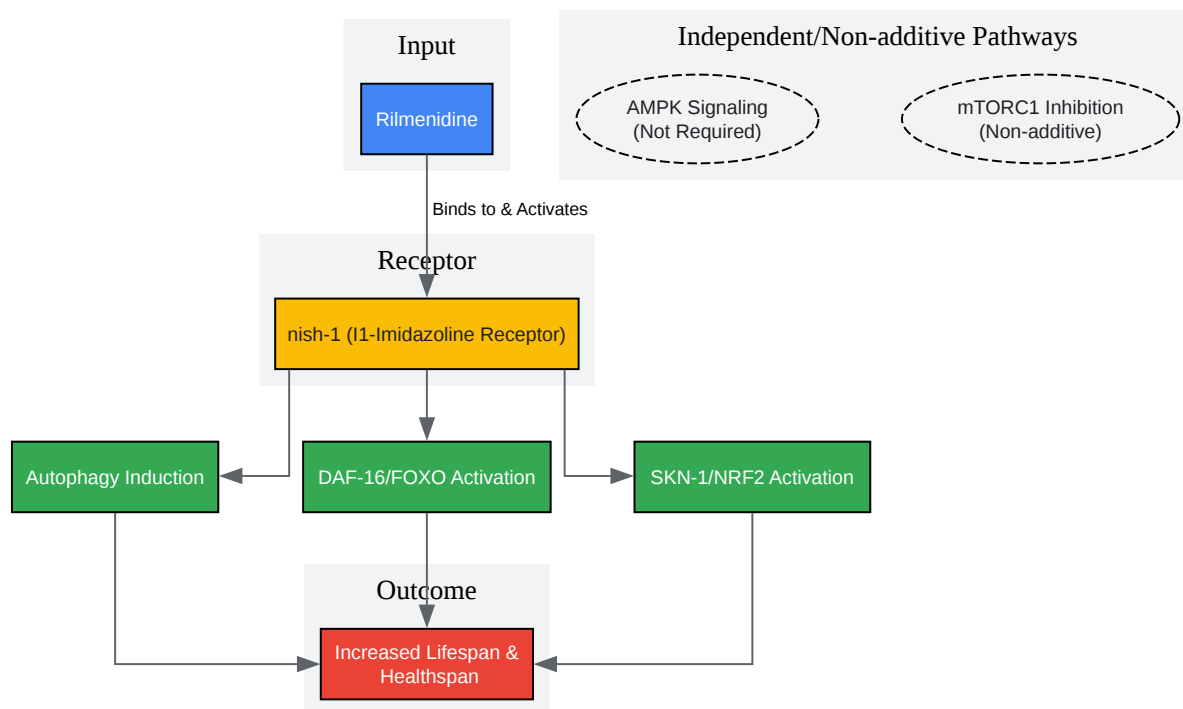 Input
Independent/Non-additive Pathways
Rilmenidine
AMPK Signaling
(Not Required)
mTORC1 Inhibition
(Non-additive)
Binds to & Activates
Receptor
nish-1 (I1-Imidazoline Receptor)
Autophagy Induction
DAF-16/FOXO Activation
SKN-1/NRF2 Activation
Outcome
Increased Lifespan &
Healthspan